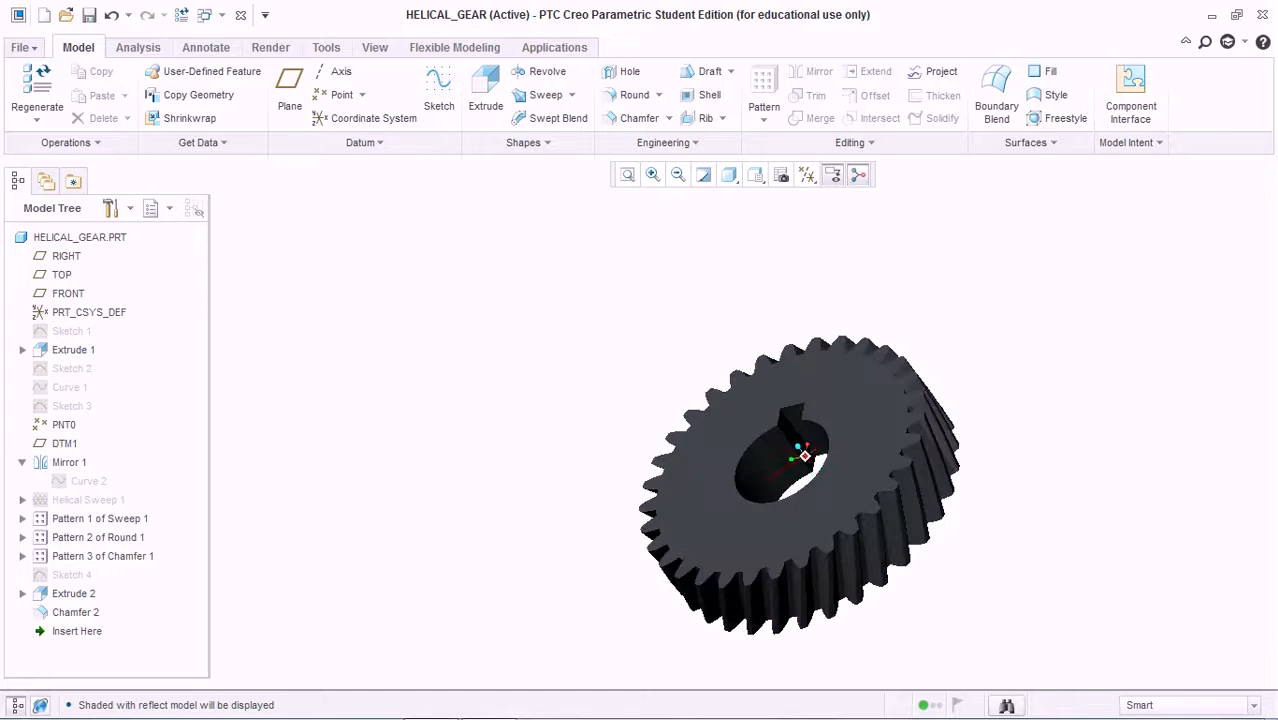 HELICAL_GEAR (Active) - PTC Creo Parametric Student Edition (for educational use only)
File Model Analysis Annotate Render Tools View Flexible Modeling Applications
Regenerate
Copy
Paste
Delete
Operations
User-Defined Feature
Copy Geometry
Shrinkwrap
Get Data
Plane
Axis
Point
Coordinate System
Sketch
Datum
Extrude
Revolve
Sweep
Swept Blend
Shapes
Hole
Round
Chamfer
Draft
Shell
Rib
Engineering
Pattern
Mirror
Trim
Merge
Extend
Offset
Intersect
Project
Thicken
Solidify
Editing
Boundary
Blend
Fill
Style
Freestyle
Surfaces
Component
Interface
Model Intent
Model Tree
HELICAL_GEAR.PRT
RIGHT
TOP
FRONT
PRT_CSYS_DEF
Sketch 1
Extrude 1
Sketch 2
Curve 1
Sketch 3
PNT0
DTM1
Mirror 1
Curve 2
Helical Sweep 1
Pattern 1 of Sweep 1
Pattern 2 of Round 1
Pattern 3 of Chamfer 1
Sketch 4
Extrude 2
Chamfer 2
Insert Here
Shaded with reflect model will be displayed
Smart